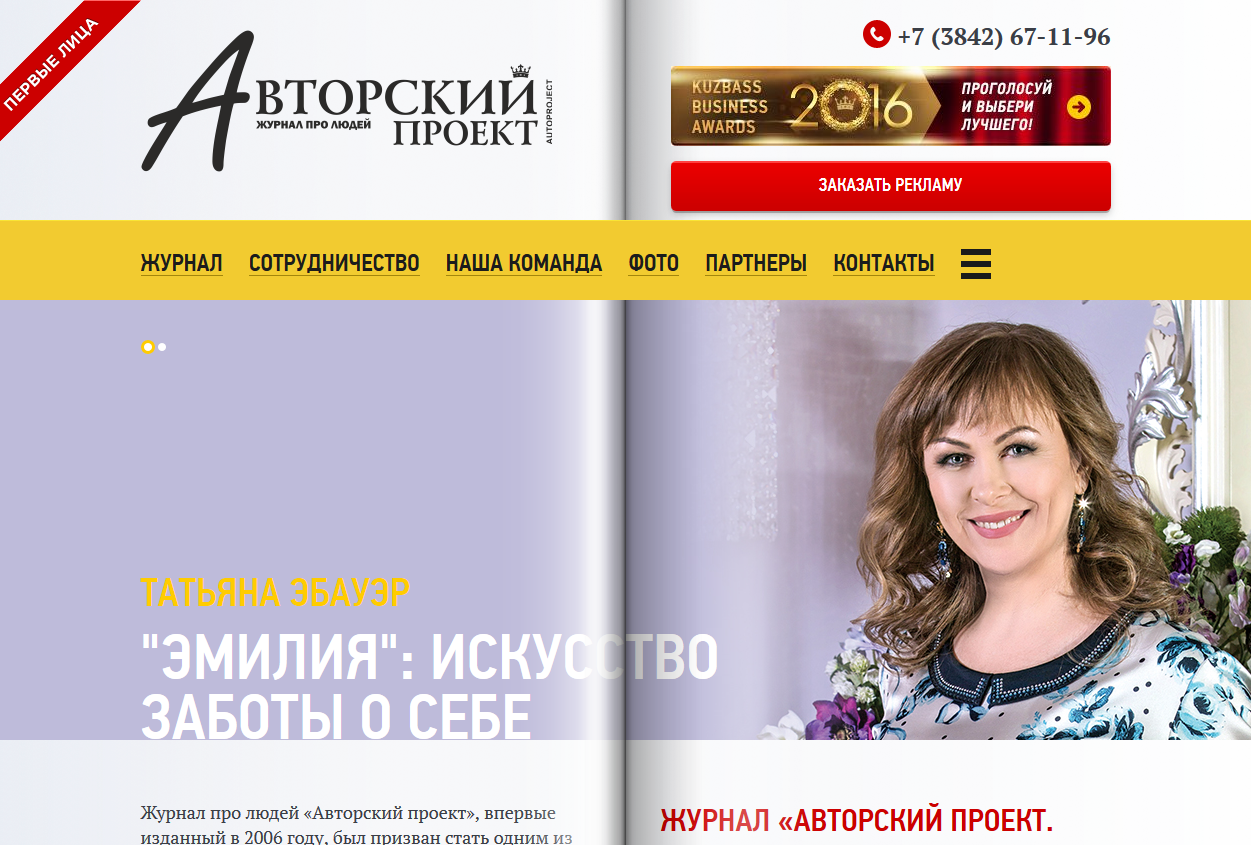 ПЕРВЫЕ ЛИЦА
АВТОРСКИЙ
ЖУРНАЛ ПРО ЛЮДЕЙ
ПРОЕКТ
AUTOPROJECT
+7 (3842) 67-11-96
KUZBASS
BUSINESS
AWARDS
2016
ПРОГОЛОСУЙ
И ВЫБЕРИ
ЛУЧШЕГО!
ЗАКАЗАТЬ РЕКЛАМУ
ЖУРНАЛ СОТРУДНИЧЕСТВО НАША КОМАНДА ФОТО ПАРТНЕРЫ КОНТАКТЫ
ТАТЬЯНА ЭБАУЭР
"ЭМИЛИЯ": ИСКУССТВО
ЗАБОТЫ О СЕБЕ
Журнал про людей «Авторский проект», впервые
изданный в 2006 году, был призван стать одним из
ЖУРНАЛ «АВТОРСКИЙ ПРОЕКТ.